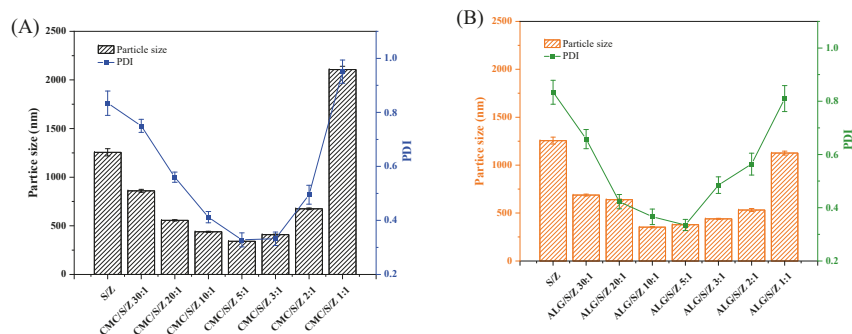 (A)
2500
2000
1500
1000
500
0
Partice size (nm)
Particle size
PDI
1.0
0.8
0.6
0.4
0.2
PDI
S/Z
CMC/S/Z 30:1
CMC/S/Z 20:1
CMC/S/Z 10:1
CMC/S/Z 5:1
CMC/S/Z 3:1
CMC/S/Z 2:1
CMC/S/Z 1:1
(B)
2500
2000
1500
1000
500
0
Partice size (nm)
Particle size
PDI
1.0
0.8
0.6
0.4
0.2
PDI
S/Z
ALG/S/Z 30:1
ALG/S/Z 20:1
ALG/S/Z 10:1
ALG/S/Z 5:1
ALG/S/Z 3:1
ALG/S/Z 2:1
ALG/S/Z 1:1